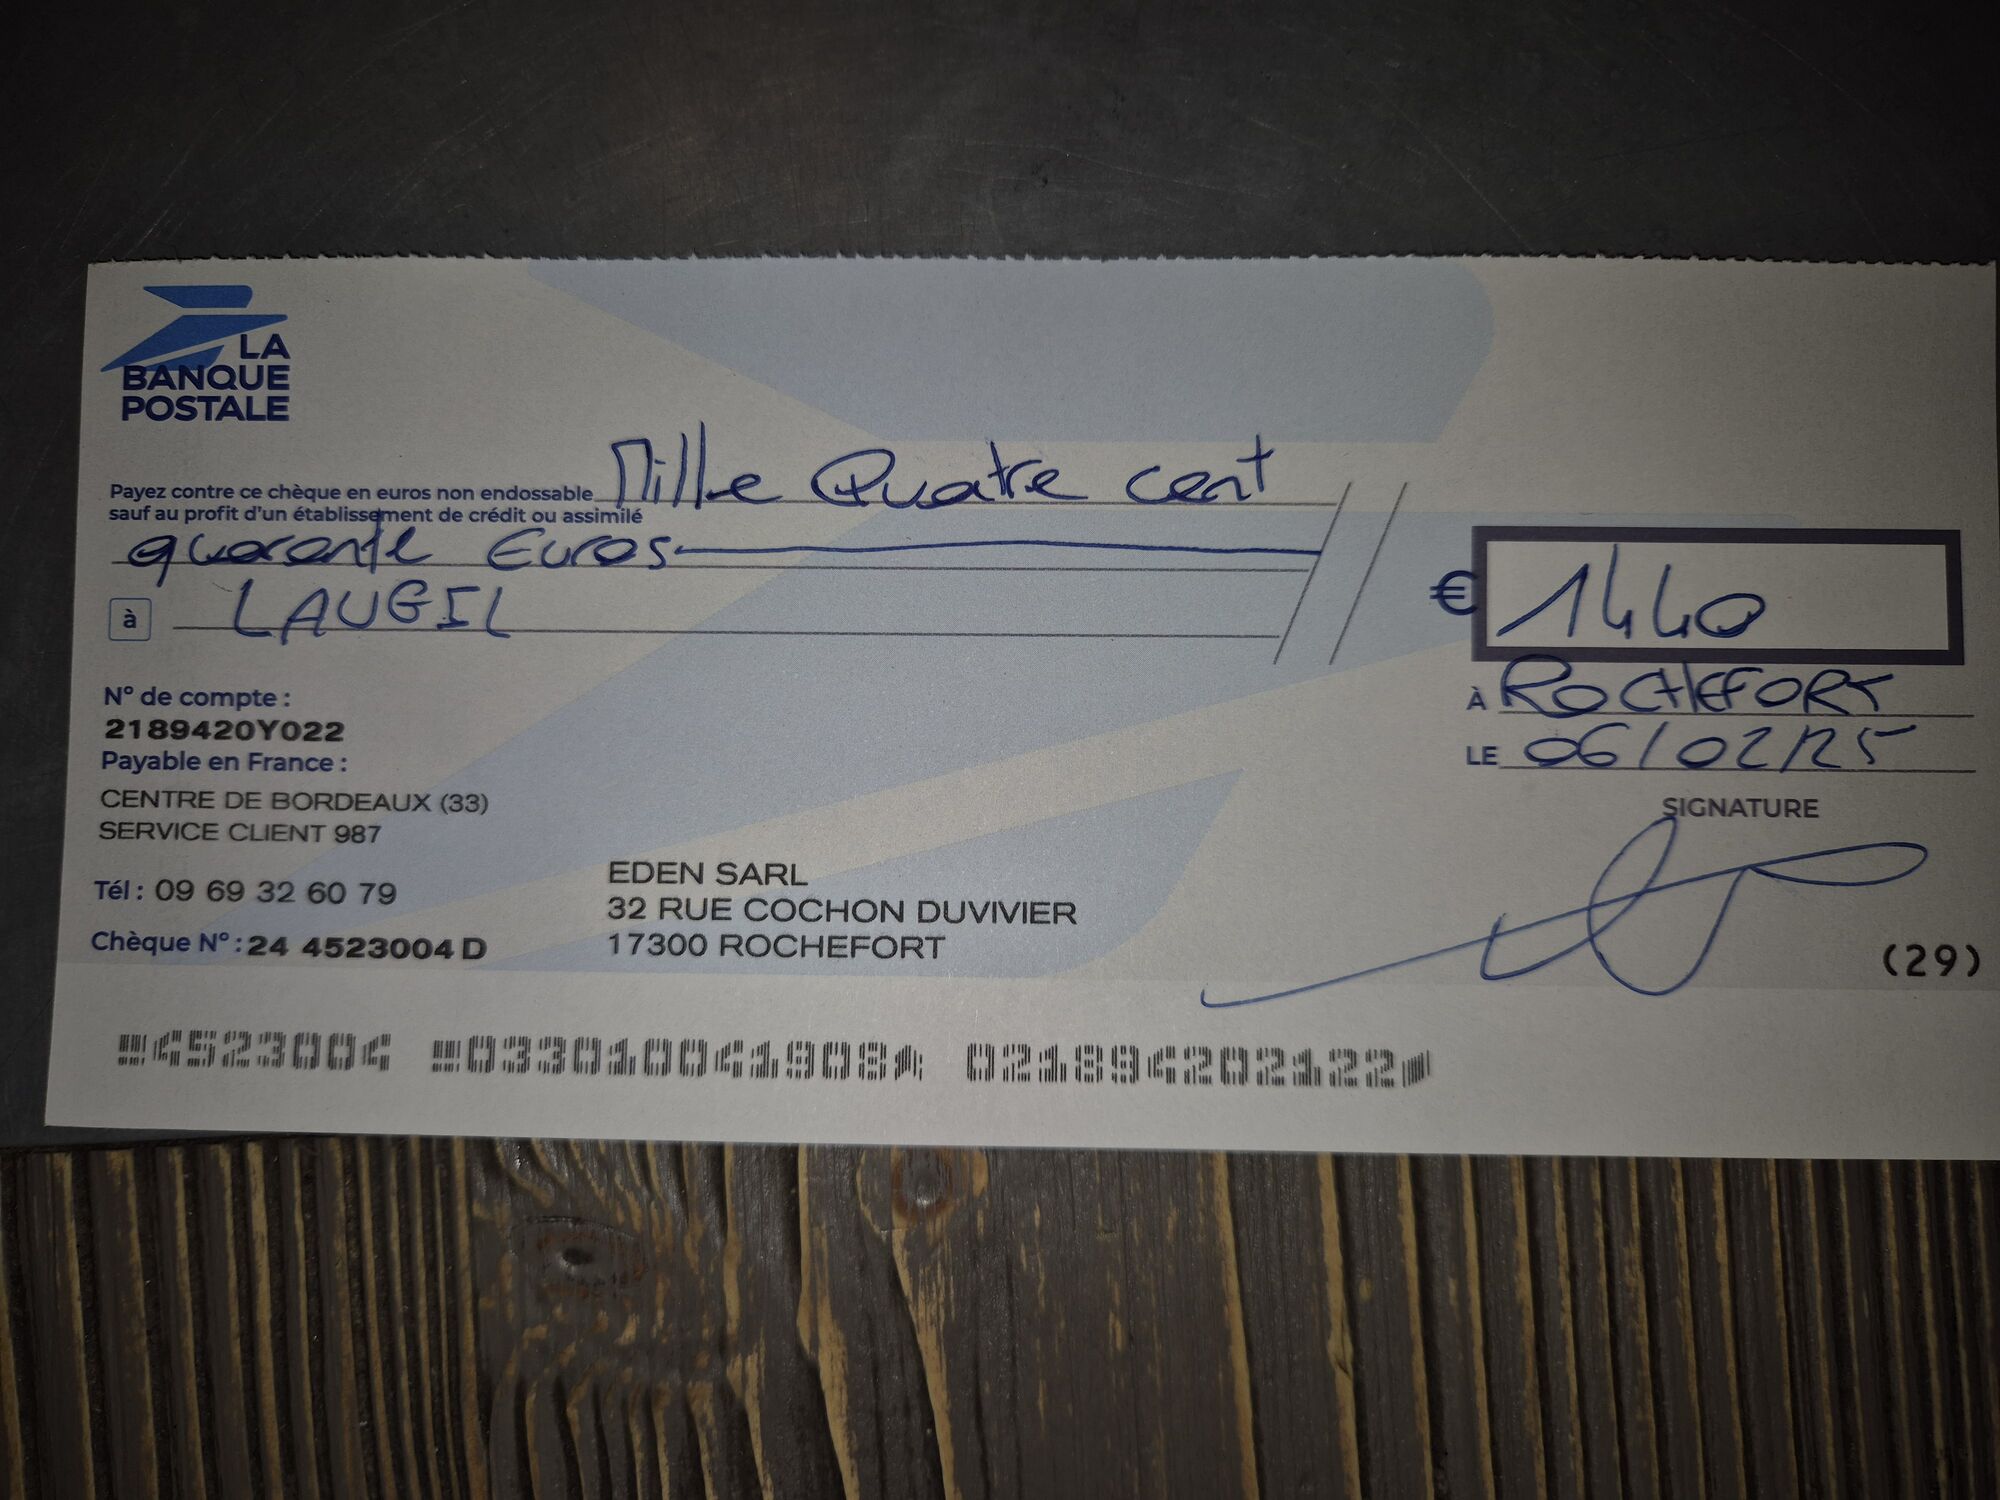 LA
BANQUE
POSTALE
Payez contre ce chèque en euros non endossable Mille Quatre cent
sauf au profit d'un établissement de crédit ou assimilé
quarante Euros
à LAUGIL
€ 1440
À ROCHEFORT
LE 06/02/25
SIGNATURE
N° de compte :
2189420Y022
Payable en France :
CENTRE DE BORDEAUX (33)
SERVICE CLIENT 987
Tél : 09 69 32 60 79
Chèque N° : 24 4523004 D
EDEN SARL
32 RUE COCHON DUVIVIER
17300 ROCHEFORT
(29)
4523004 033010041908 021894202122